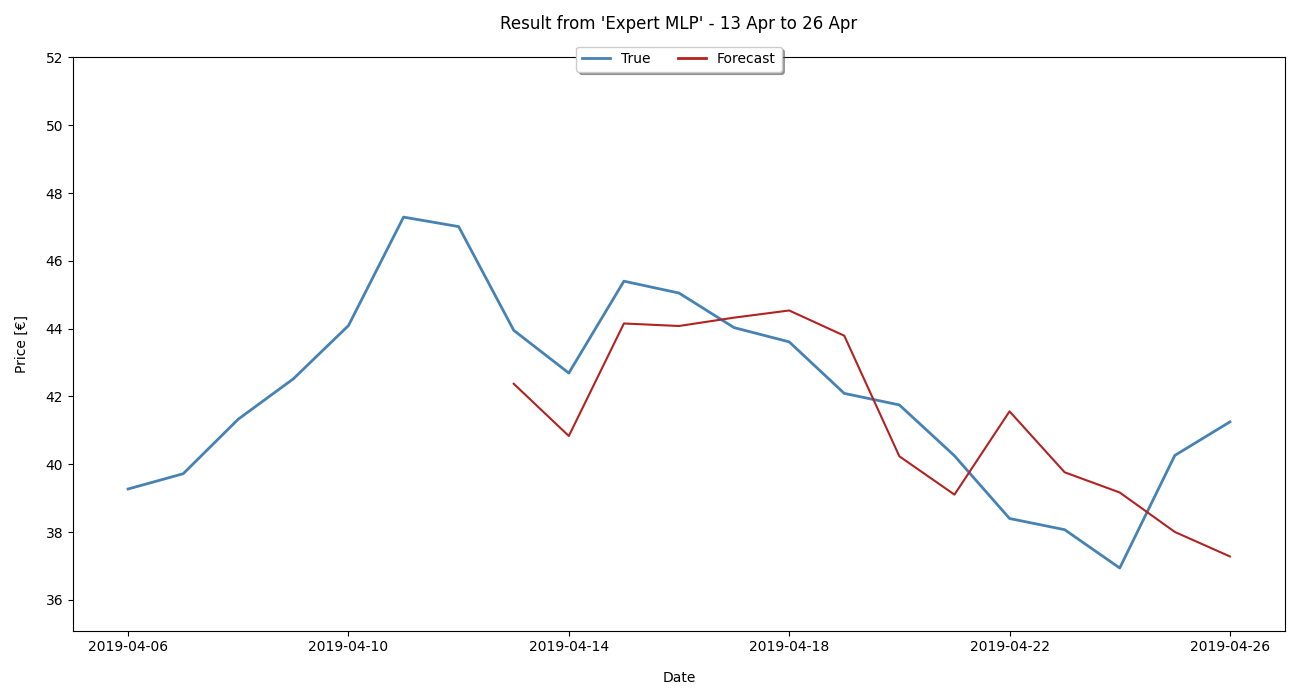 Result from 'Expert MLP' - 13 Apr to 26 Apr
True Forecast
52
50
48
46
44
42
40
38
36
Price [€]
2019-04-06 2019-04-10 2019-04-14 2019-04-18 2019-04-22 2019-04-26
Date